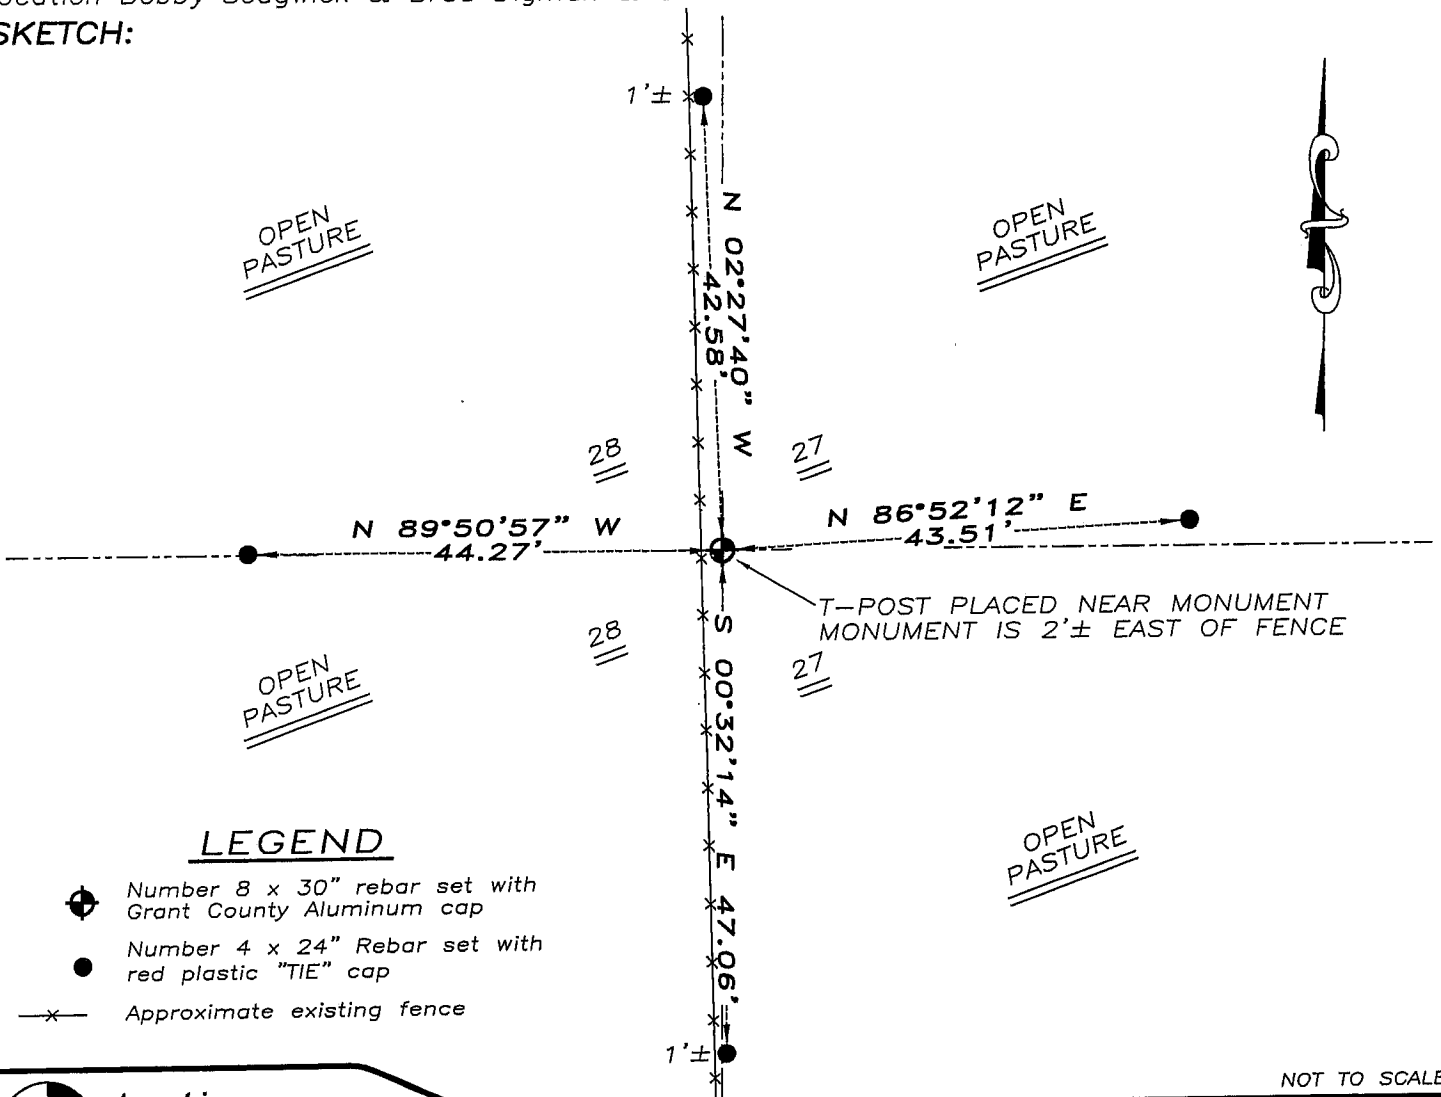 SKETCH:
1'±
N 02°27'40" W
42.58'
OPEN
PASTURE
OPEN
PASTURE
28
27
N 89°50'57" W
44.27'
N 86°52'12" E
43.51'
T-POST PLACED NEAR MONUMENT
MONUMENT IS 2'± EAST OF FENCE
28
27
S 00°32'14" E 47.06'
OPEN
PASTURE
OPEN
PASTURE
LEGEND
Number 8 x 30" rebar set with
Grant County Aluminum cap
Number 4 x 24" Rebar set with
red plastic "TIE" cap
Approximate existing fence
1'±
NOT TO SCALE